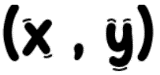 (x , y)